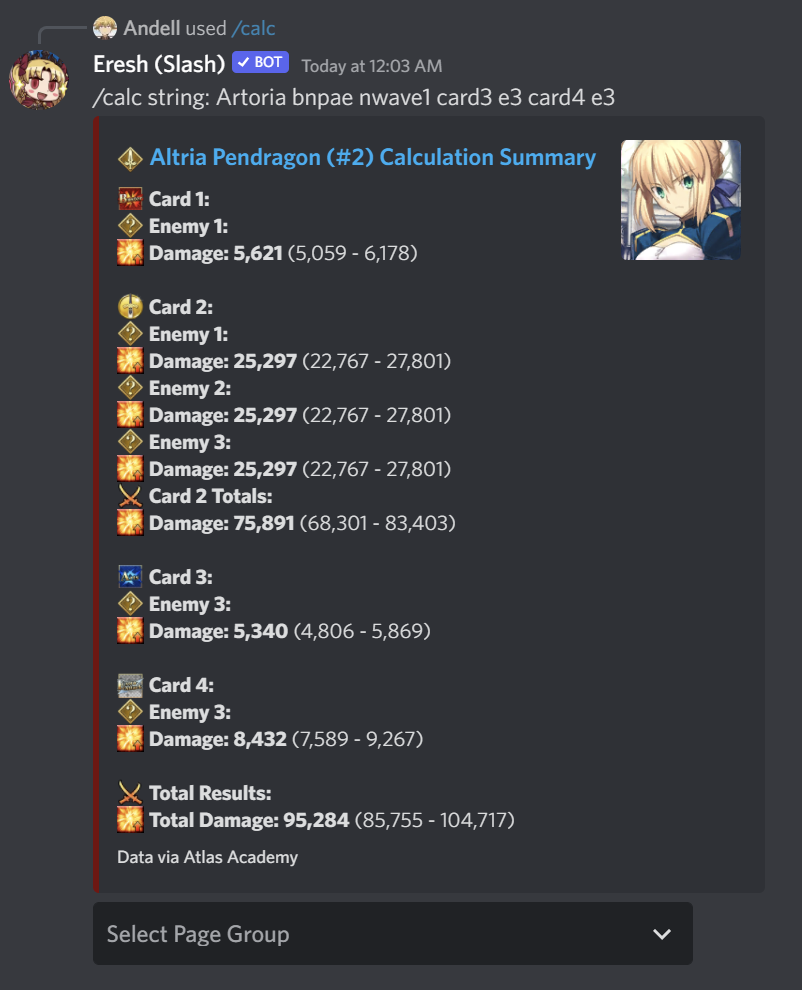 Andell used /calc
Eresh (Slash) BOT Today at 12:03 AM
/calc string: Artoria bnpae nwave1 card3 e3 card4 e3
Altria Pendragon (#2) Calculation Summary
Card 1:
Enemy 1:
Damage: 5,621 (5,059 - 6,178)
Card 2:
Enemy 1:
Damage: 25,297 (22,767 - 27,801)
Enemy 2:
Damage: 25,297 (22,767 - 27,801)
Enemy 3:
Damage: 25,297 (22,767 - 27,801)
Card 2 Totals:
Damage: 75,891 (68,301 - 83,403)
Card 3:
Enemy 3:
Damage: 5,340 (4,806 - 5,869)
Card 4:
Enemy 3:
Damage: 8,432 (7,589 - 9,267)
Total Results:
Total Damage: 95,284 (85,755 - 104,717)
Data via Atlas Academy
Select Page Group